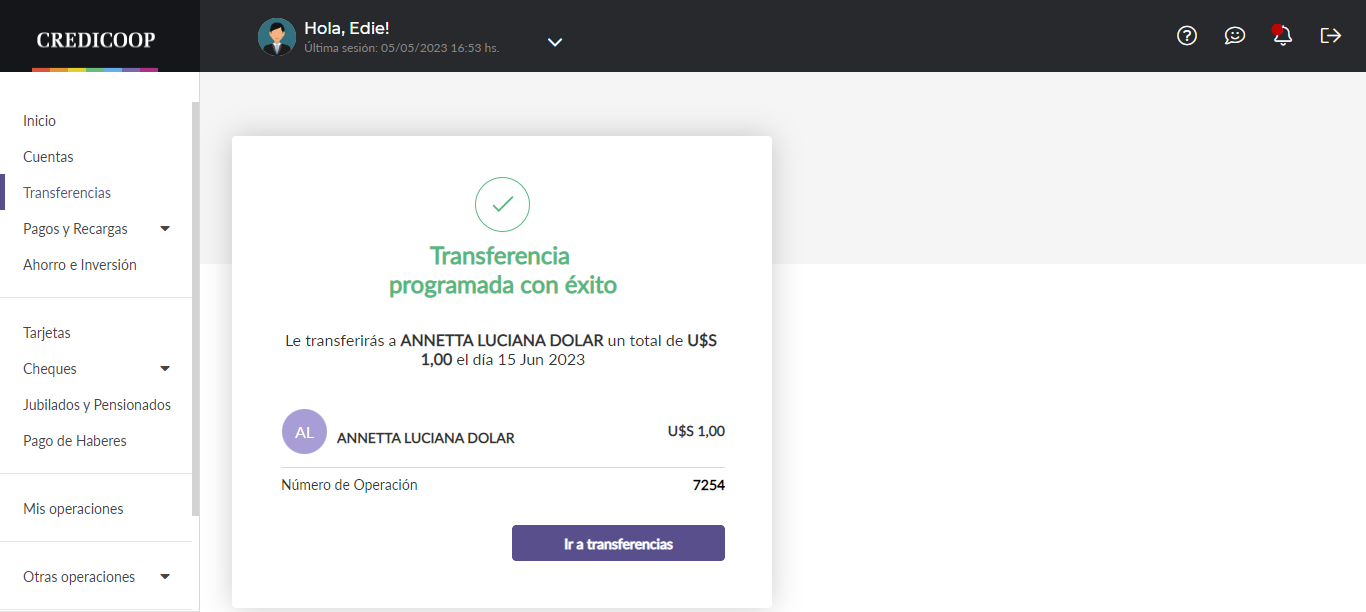 CREDICOOP
Hola, Edie!
Última sesión: 05/05/2023 16:53 hs.
Inicio
Cuentas
Transferencias
Pagos y Recargas
Ahorro e Inversión
Tarjetas
Cheques
Jubilados y Pensionados
Pago de Haberes
Mis operaciones
Otras operaciones
Transferencia
programada con éxito
Le transferirás a ANNETTA LUCIANA DOLAR un total de U$S
1,00 el día 15 Jun 2023
AL ANNETTA LUCIANA DOLAR U$S 1,00
Número de Operación 7254
Ir a transferencias